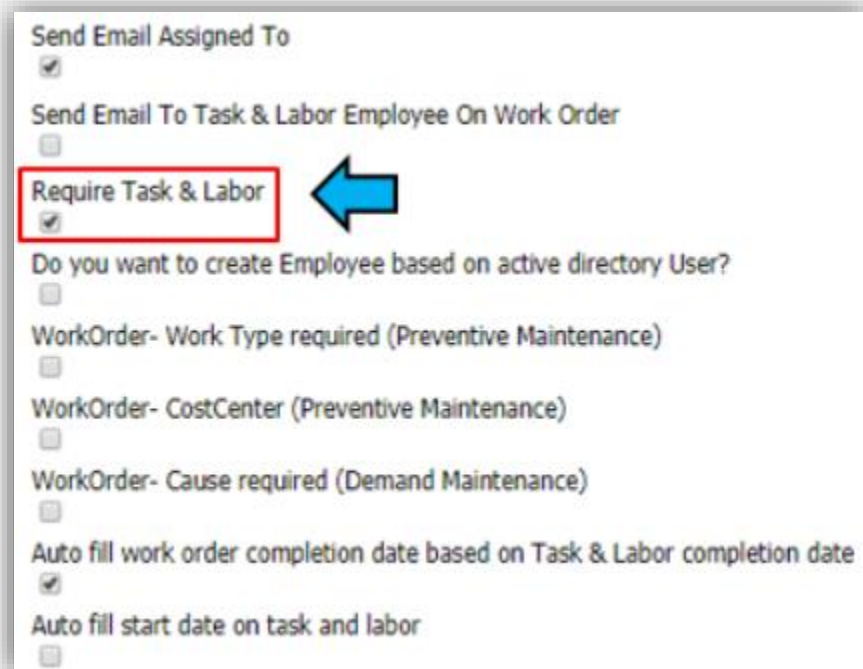 Send Email Assigned To
Send Email To Task & Labor Employee On Work Order
Require Task & Labor
Do you want to create Employee based on active directory User?
WorkOrder- Work Type required (Preventive Maintenance)
WorkOrder- CostCenter (Preventive Maintenance)
WorkOrder- Cause required (Demand Maintenance)
Auto fill work order completion date based on Task & Labor completion date
Auto fill start date on task and labor